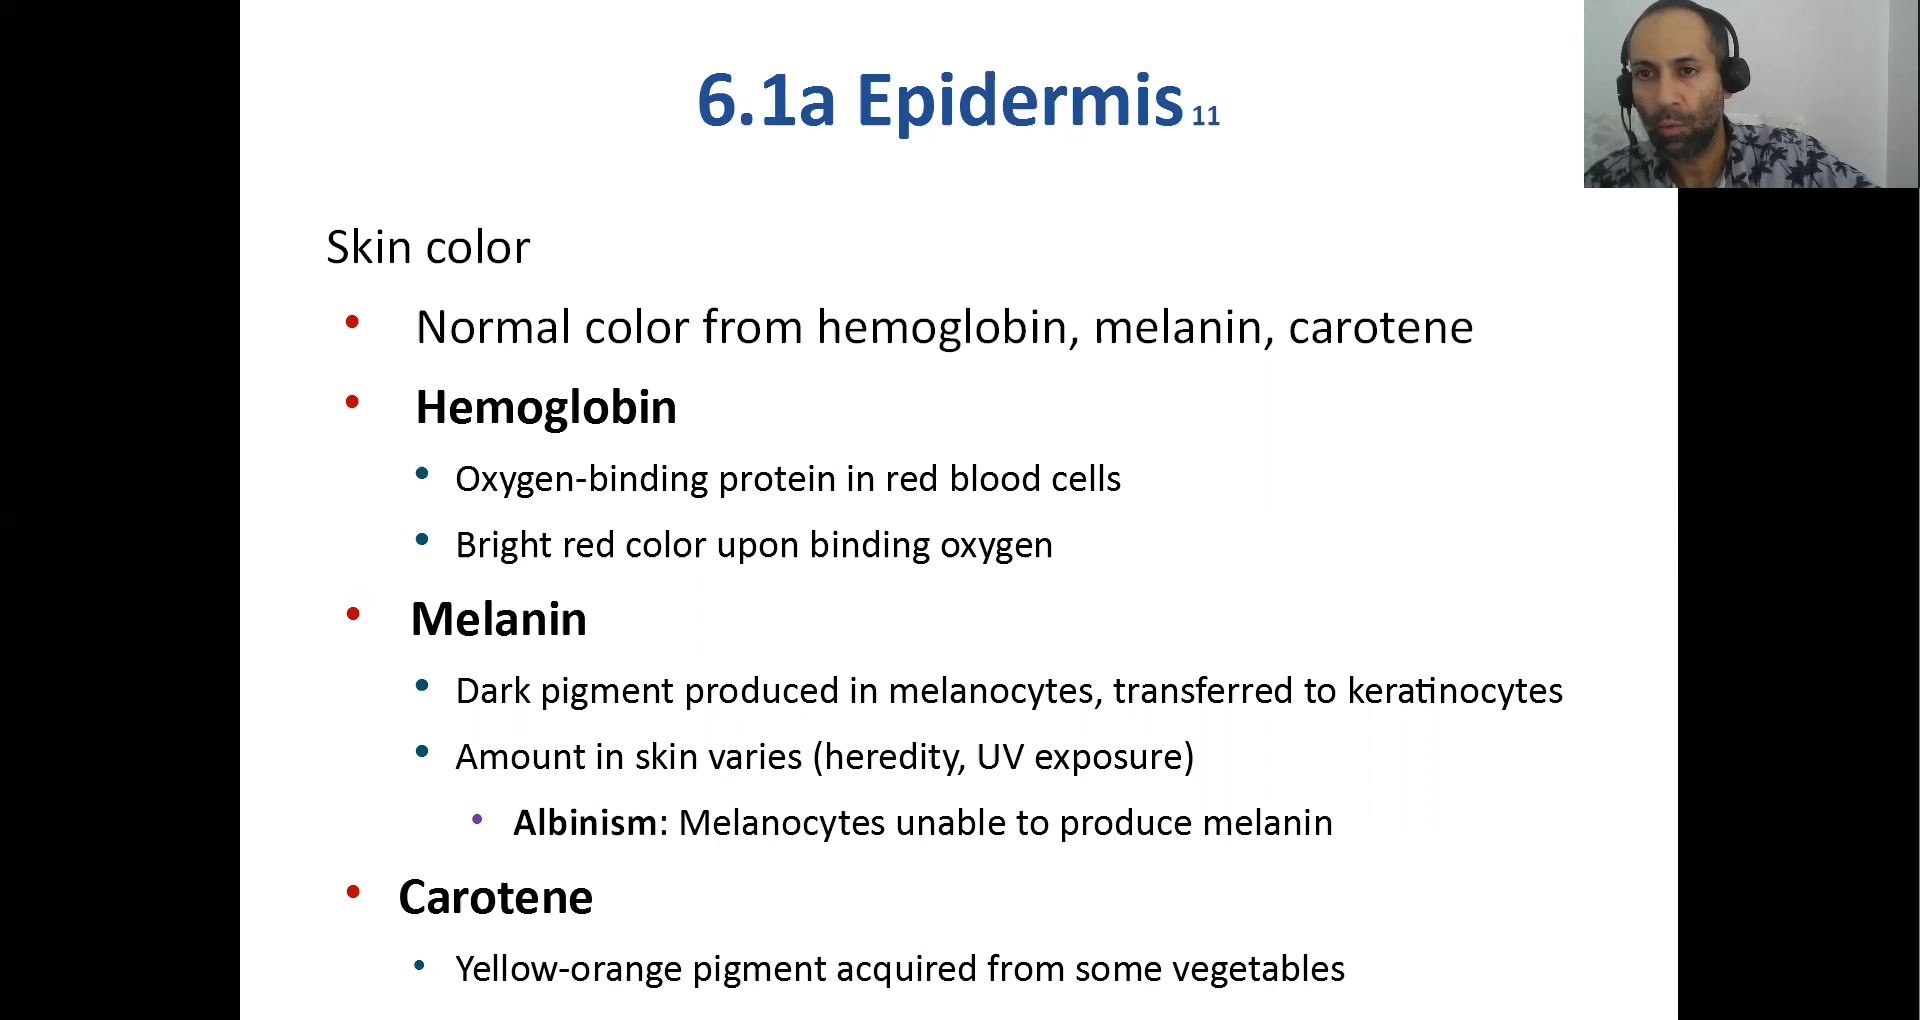 6.1a Epidermis 11
Skin color
• Normal color from hemoglobin, melanin, carotene
• Hemoglobin
• Oxygen-binding protein in red blood cells
• Bright red color upon binding oxygen
• Melanin
• Dark pigment produced in melanocytes, transferred to keratinocytes
• Amount in skin varies (heredity, UV exposure)
• Albinism: Melanocytes unable to produce melanin
• Carotene
• Yellow-orange pigment acquired from some vegetables